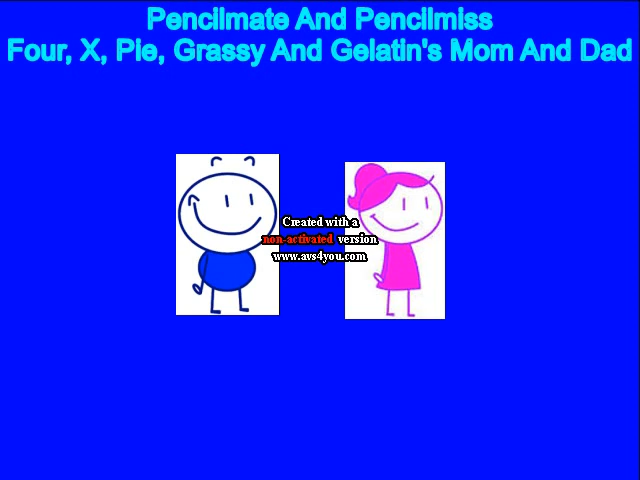 Pencilmate And Pencilmiss
Four, X, Pie, Grassy And Gelatin's Mom And Dad
Created with a
non-activated version
www.avs4you.com